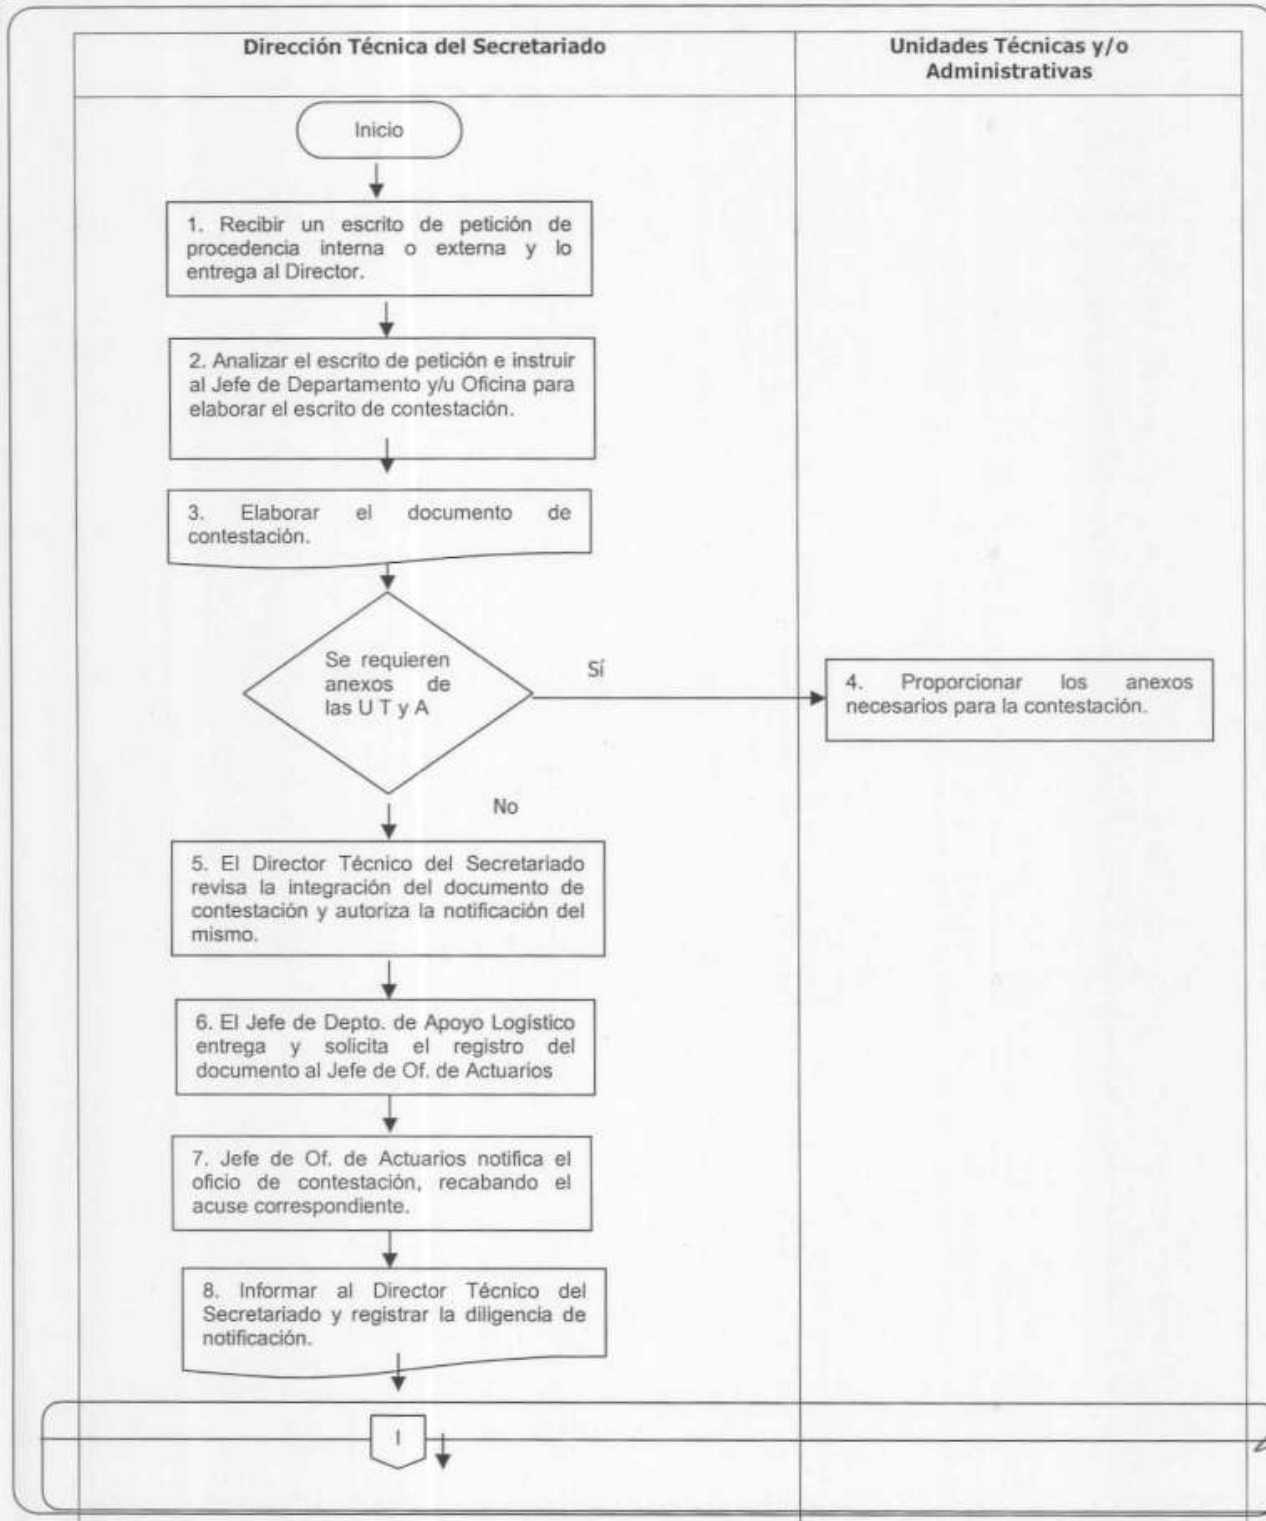 Dirección Técnica del Secretariado
Unidades Técnicas y/o
Administrativas
Inicio
1. Recibir un escrito de petición de
procedencia interna o externa y lo
entrega al Director.
2. Analizar el escrito de petición e instruir
al Jefe de Departamento y/u Oficina para
elaborar el escrito de contestación.
3. Elaborar el documento de
contestación.
Se requieren
anexos de
las U T y A
Sí
4. Proporcionar los anexos
necesarios para la contestación.
No
5. El Director Técnico del Secretariado
revisa la integración del documento de
contestación y autoriza la notificación del
mismo.
6. El Jefe de Depto. de Apoyo Logístico
entrega y solicita el registro del
documento al Jefe de Of. de Actuarios
7. Jefe de Of. de Actuarios notifica el
oficio de contestación, recabando el
acuse correspondiente.
8. Informar al Director Técnico del
Secretariado y registrar la diligencia de
notificación.
I